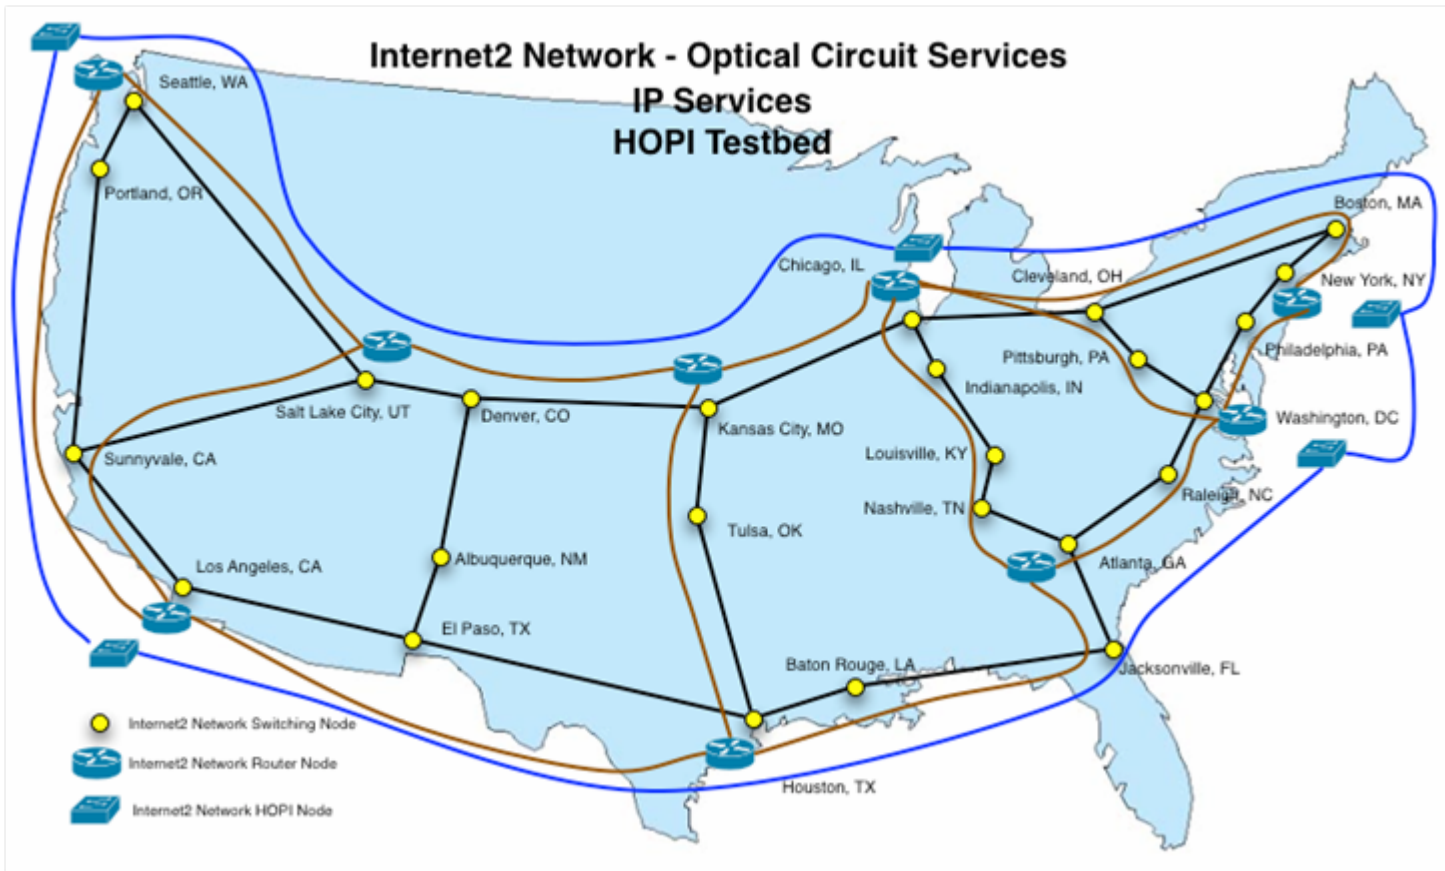 Internet2 Network - Optical Circuit Services
IP Services
HOPI Testbed
Seattle, WA
Portland, OR
Boston, MA
Chicago, IL
Cleveland, OH
New York, NY
Pittsburgh, PA
Philadelphia, PA
Indianapolis, IN
Salt Lake City, UT
Denver, CO
Kansas City, MO
Washington, DC
Sunnyvale, CA
Louisville, KY
Raleigh, NC
Nashville, TN
Tulsa, OK
Los Angeles, CA
Albuquerque, NM
Atlanta, GA
El Paso, TX
Baton Rouge, LA
Jacksonville, FL
Internet2 Network Switching Node
Internet2 Network Router Node
Houston, TX
Internet2 Network HOPI Node